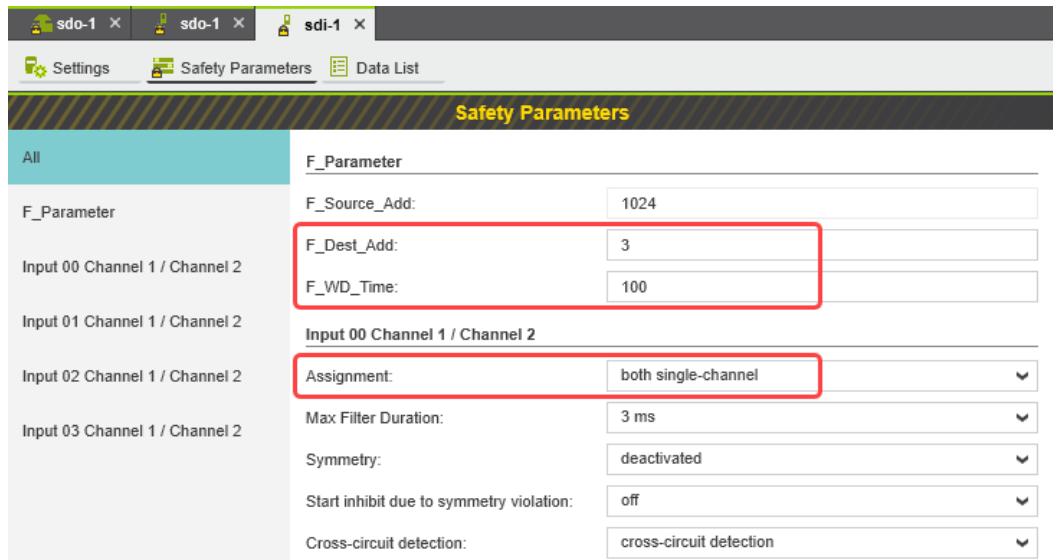 sdo-1 × sdo-1 × sdi-1 ×
Settings Safety Parameters Data List
Safety Parameters
All
F_Parameter
Input 00 Channel 1 / Channel 2
Input 01 Channel 1 / Channel 2
Input 02 Channel 1 / Channel 2
Input 03 Channel 1 / Channel 2
F_Parameter
F_Source_Add: 1024
F_Dest_Add: 3
F_WD_Time: 100
Input 00 Channel 1 / Channel 2
Assignment: both single-channel
Max Filter Duration: 3 ms
Symmetry: deactivated
Start inhibit due to symmetry violation: off
Cross-circuit detection: cross-circuit detection